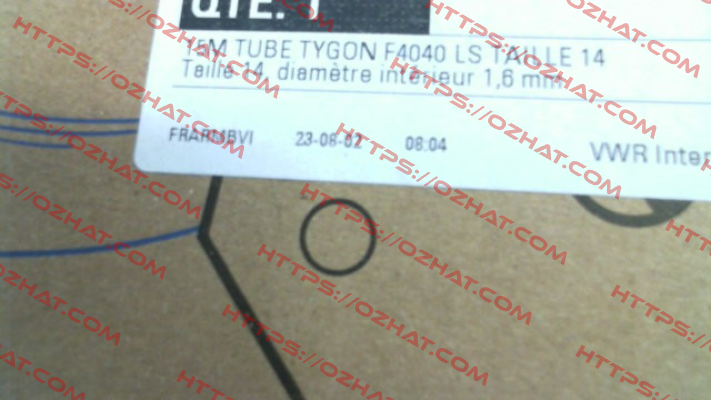 QTE: 1
15M TUBE TYGON F4040 LS TAILLE 14
Taille 14, diamètre intérieur 1,6 mm
23-08-02 08:04
VWR Inter
HTTPS://OZHAT.COM